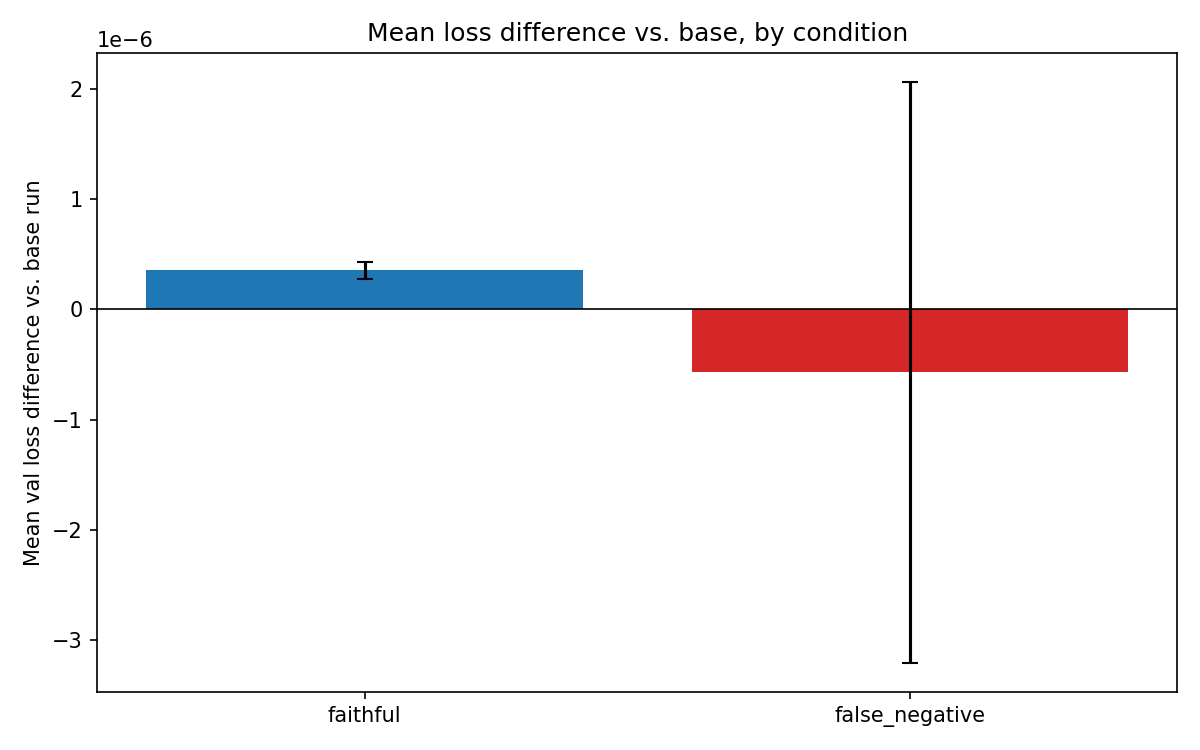 Mean loss difference vs. base, by condition
1e−6
Mean val loss difference vs. base run
2
1
0
−1
−2
−3
faithful
false_negative